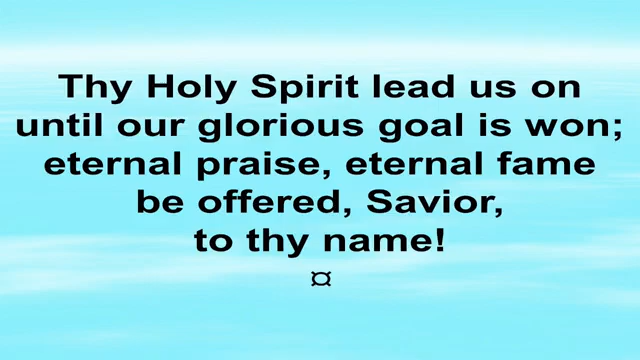 Thy Holy Spirit lead us on
until our glorious goal is won;
eternal praise, eternal fame
be offered, Savior,
to thy name!
¤